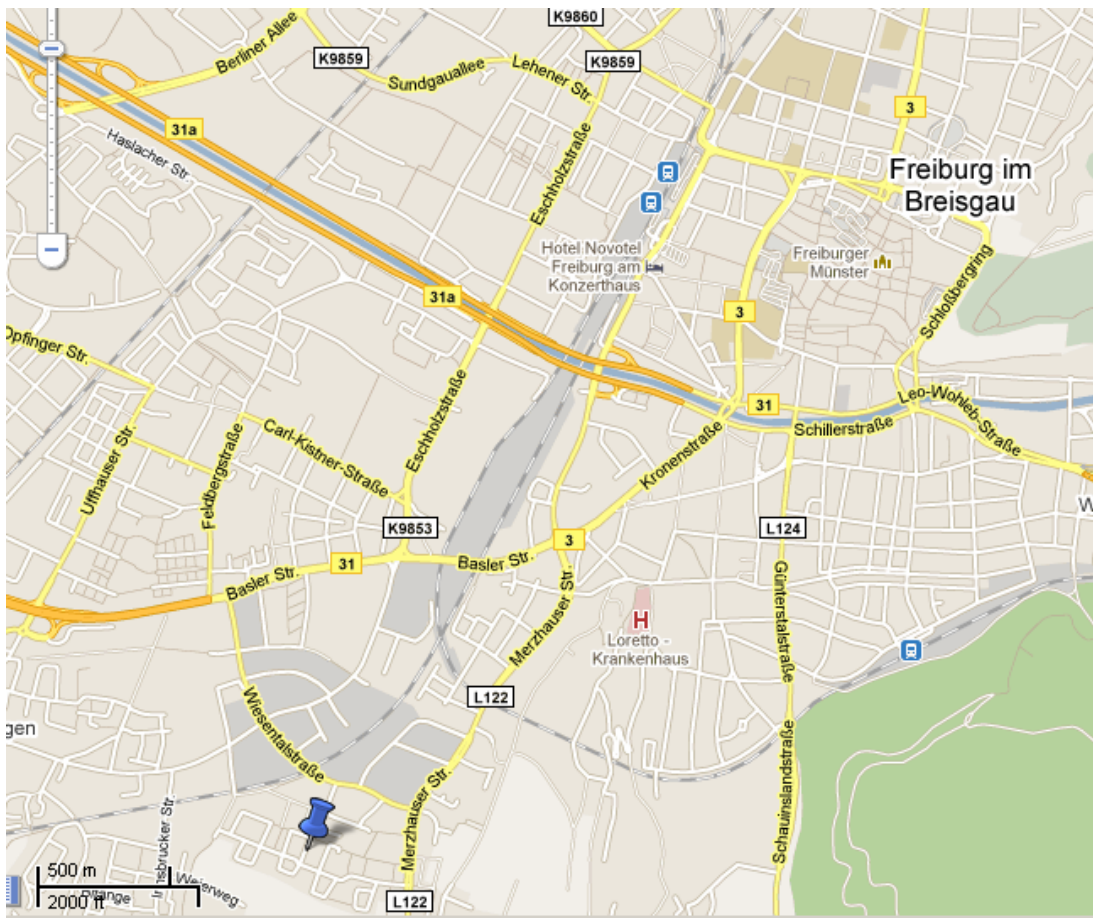 K9860
Berliner Allee
K9859
Sundgauallee
Lehener Str.
K9859
3
31a
Haslacher Str.
Eschholzstraße
Freiburg im
Breisgau
Hotel Novotel
Freiburg am
Konzerthaus
Freiburger
Münster
Schloßbergring
31a
3
Opfinger Str.
Eschholzstraße
31
Leo-Wohleb-Straße
Schillerstraße
Carl-Kistner-Straße
Kronenstraße
Uffhauser Str.
Feldbergstraße
W
K9853
L124
3
Basler Str.
31
Basler Str.
Günterstalstraße
Merzhauser Str.
H
Loretto -
Krankenhaus
L122
gen
Wiesentalstraße
Merzhauser Str.
Schauinslandstraße
Innsbrucker Str.
500 m
2000 ft
Weierweg
L122